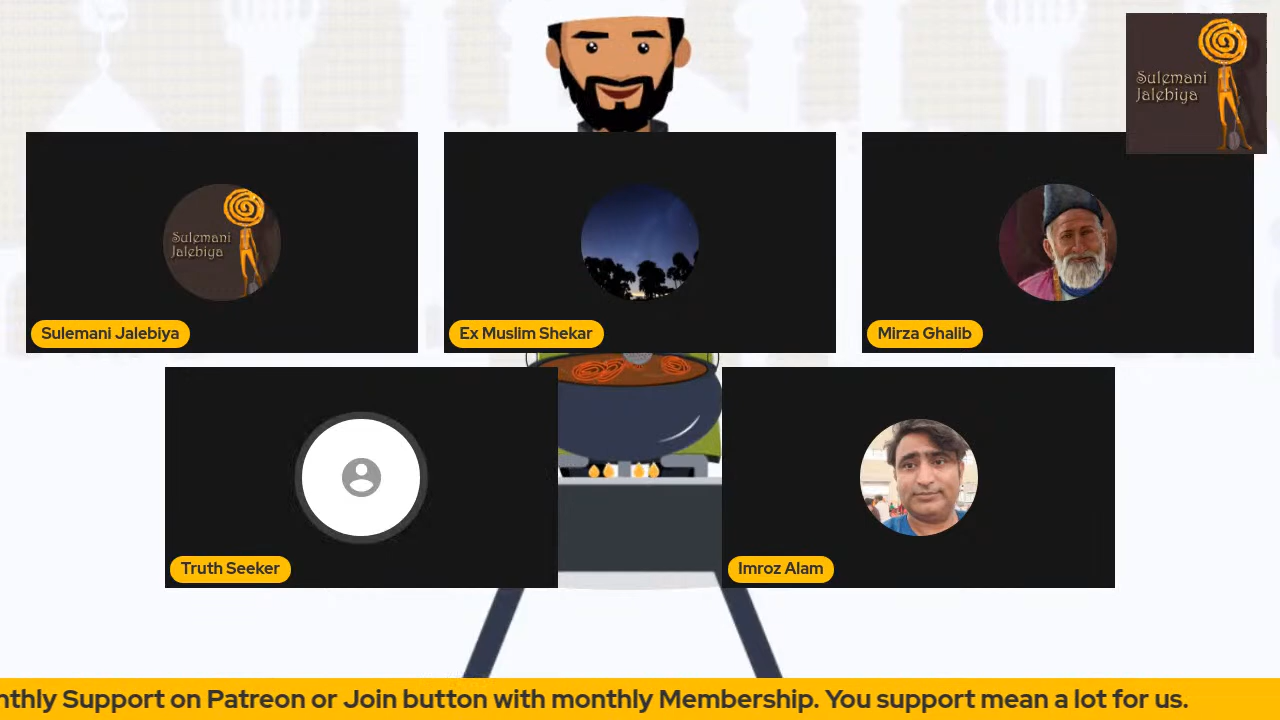 Sulemani
Jalebiya
Sulemani
Jalebiya
Sulemani Jalebiya
Ex Muslim Shekar
Mirza Ghalib
Truth Seeker
Imroz Alam
nthly Support on Patreon or Join button with monthly Membership. You support mean a lot for us.